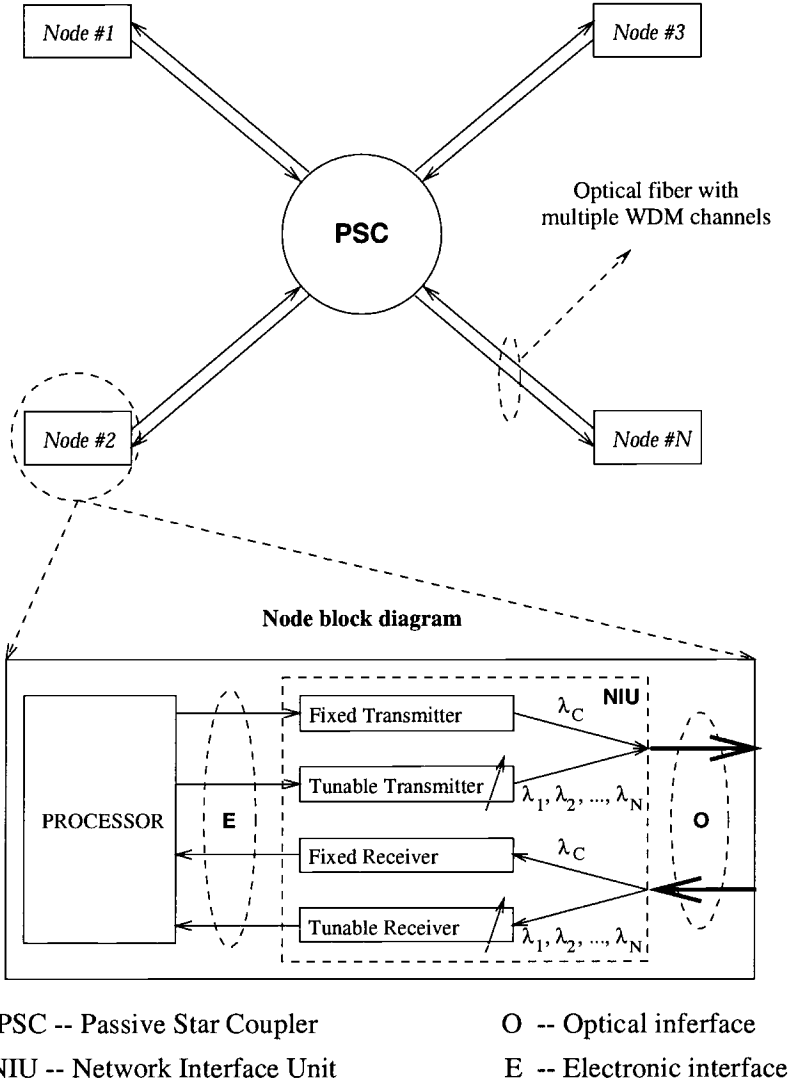 Node #1
Node #3
PSC
Optical fiber with
multiple WDM channels
Node #2
Node #N
Node block diagram
NIU
Fixed Transmitter
λC
Tunable Transmitter
λ1, λ2, ..., λN
PROCESSOR
E
O
Fixed Receiver
λC
Tunable Receiver
λ1, λ2, ..., λN
PSC -- Passive Star Coupler
O -- Optical inferface
NIU -- Network Interface Unit
E -- Electronic interface